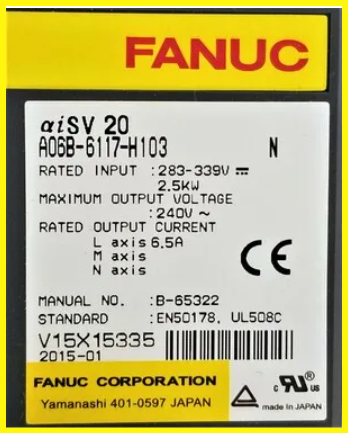 FANUC
αiSV 20
A06B-6117-H103 N
RATED INPUT :283-339V ⎓
2.5KW
MAXIMUM OUTPUT VOLTAGE
:240V ~
RATED OUTPUT CURRENT
L axis 6.5A
M axis
N axis
CE
MANUAL NO. :B-65322
STANDARD :EN50178, UL508C
V15X15335
2015-01
FANUC CORPORATION
Yamanashi 401-0597 JAPAN
c RU ® US
made in JAPAN